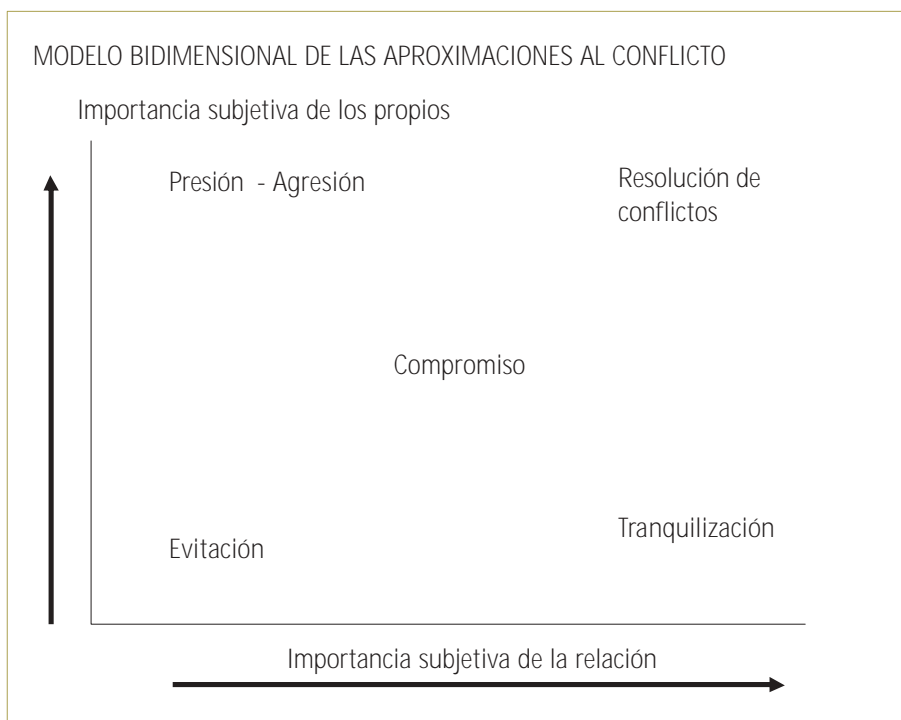 MODELO BIDIMENSIONAL DE LAS APROXIMACIONES AL CONFLICTO
Importancia subjetiva de los propios
Presión - Agresión
Resolución de
conflictos
Compromiso
Evitación
Tranquilización
Importancia subjetiva de la relación